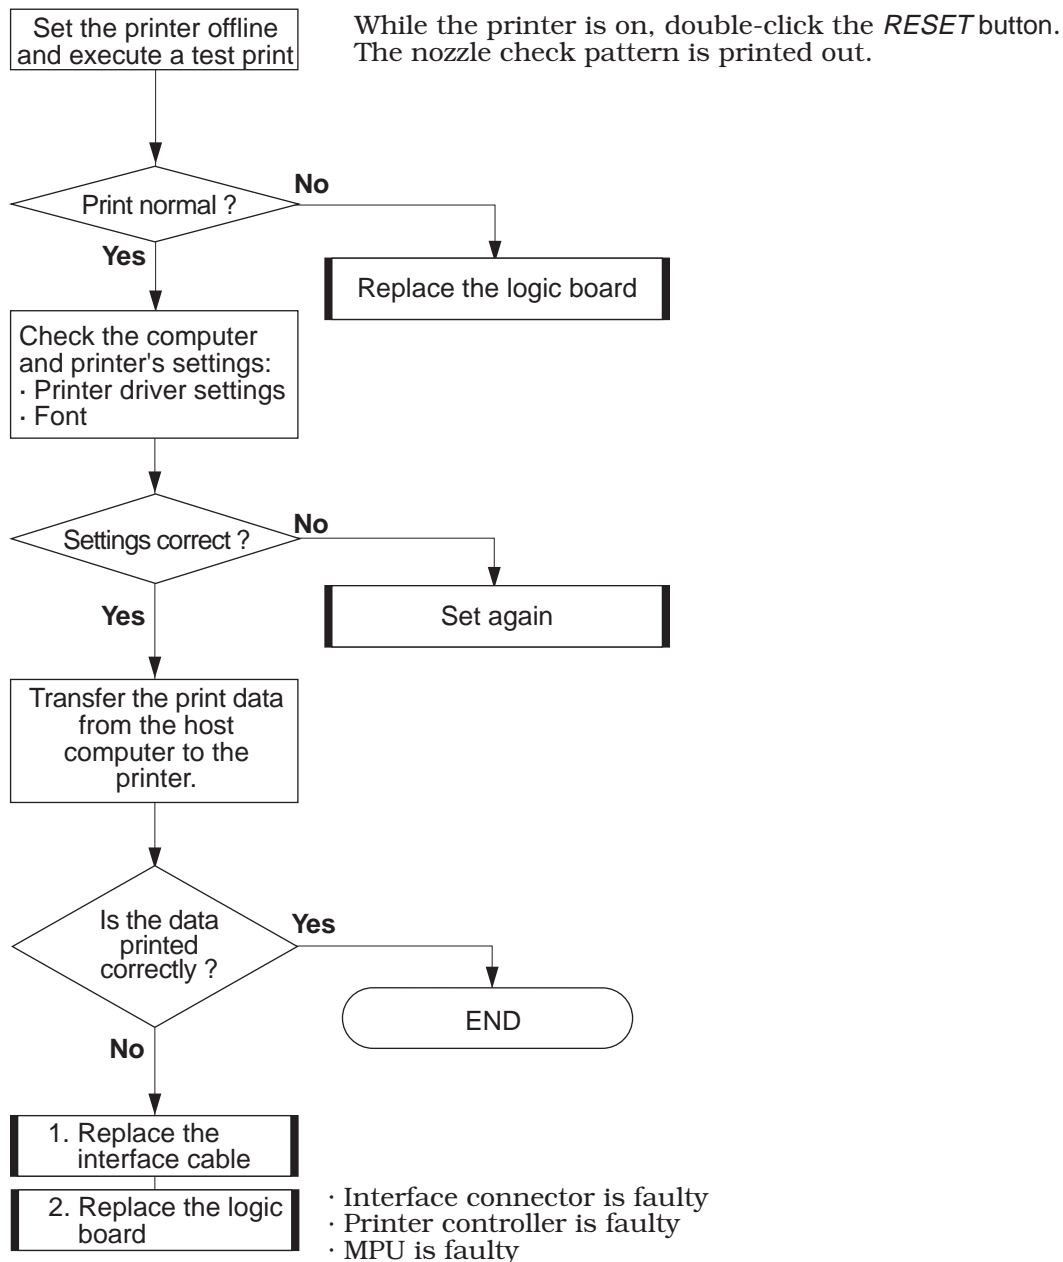 Set the printer offline
and execute a test print
While the printer is on, double-click the RESET button.
The nozzle check pattern is printed out.
Print normal ?
No
Yes
Replace the logic board
Check the computer
and printer's settings:
· Printer driver settings
· Font
Settings correct ?
No
Yes
Set again
Transfer the print data
from the host
computer to the
printer.
Is the data
printed
correctly ?
Yes
END
No
1. Replace the
interface cable
2. Replace the logic
board
· Interface connector is faulty
· Printer controller is faulty
· MPU is faulty